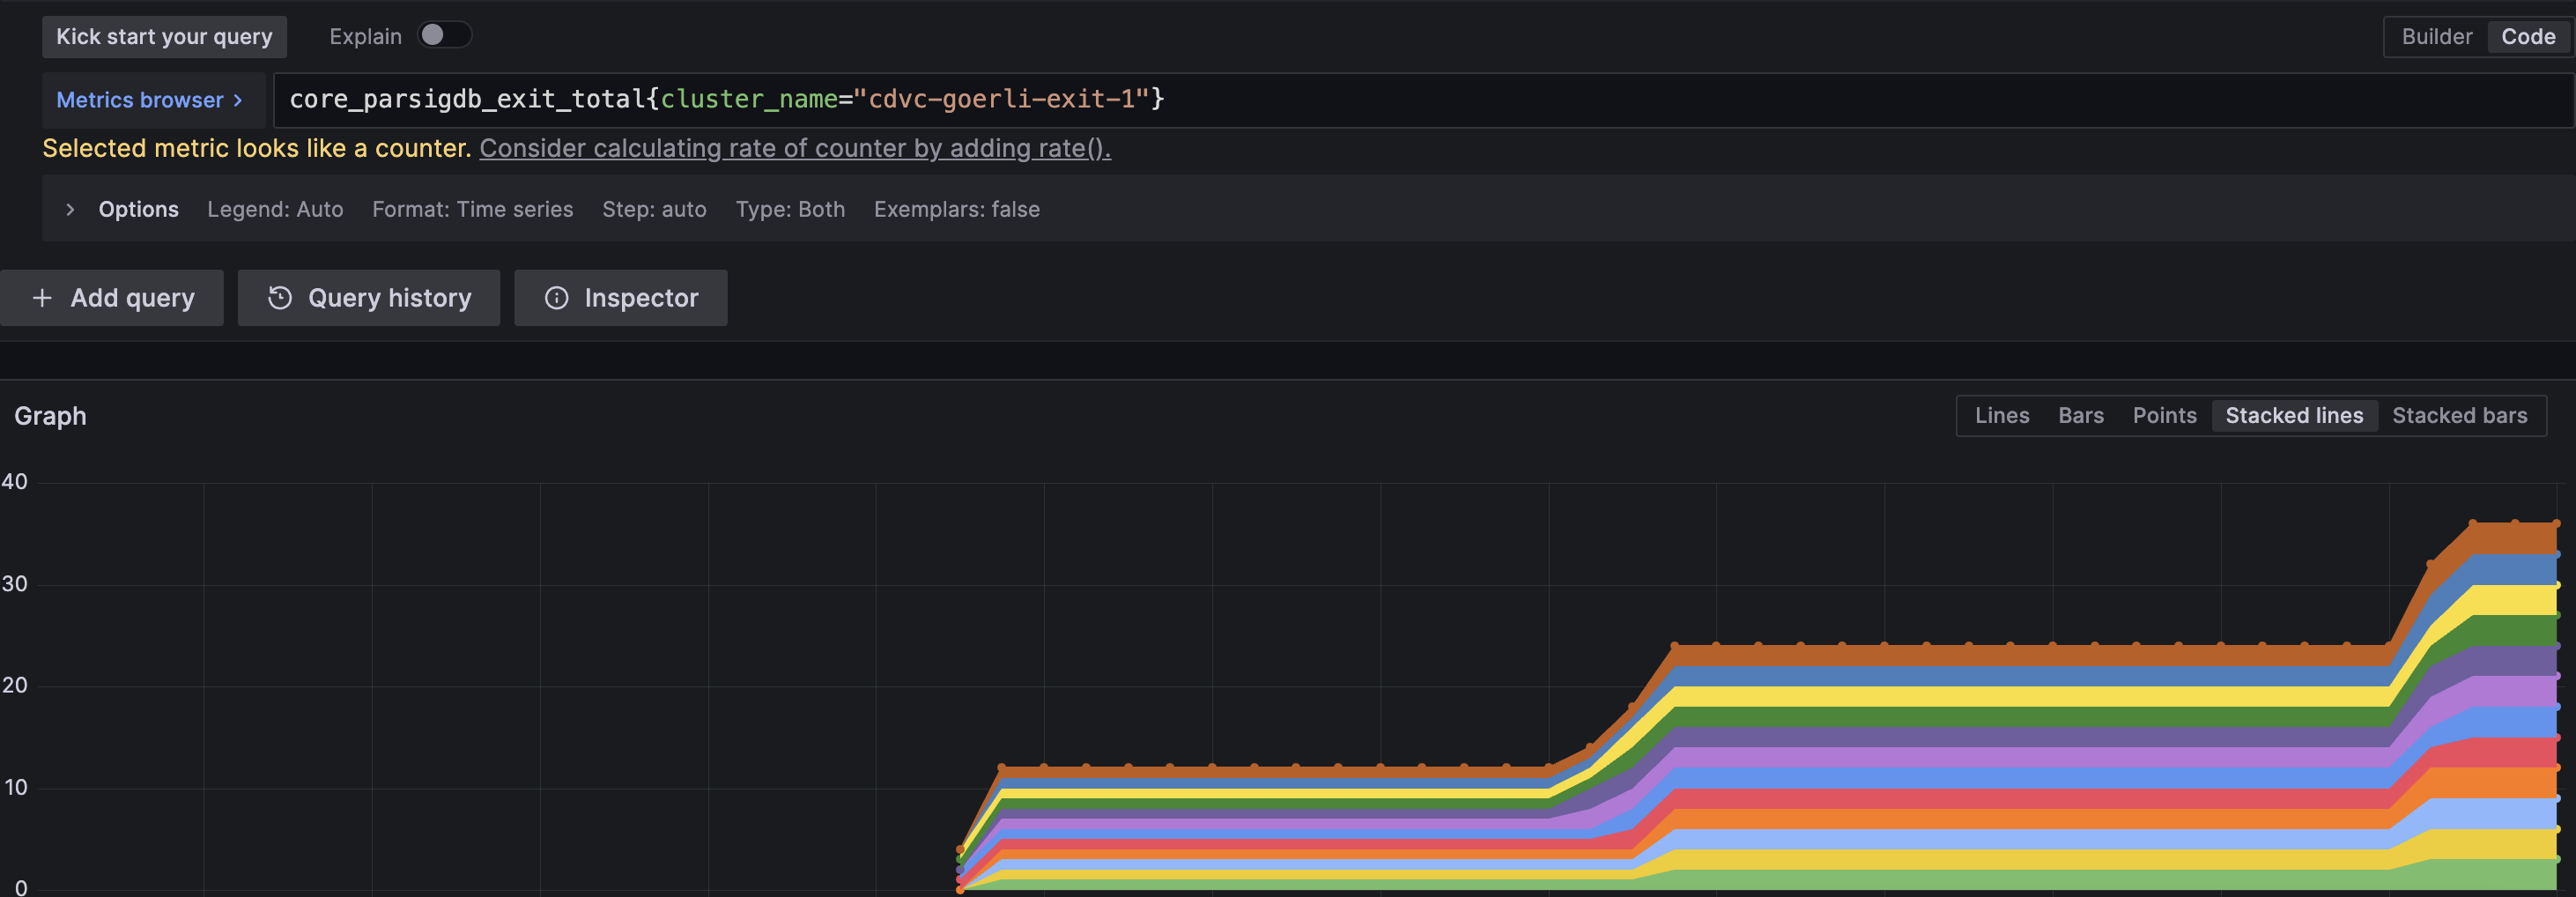 Kick start your query Explain Builder Code
Metrics browser > core_parsigdb_exit_total{cluster_name="cdvc-goerli-exit-1"}
Selected metric looks like a counter. Consider calculating rate of counter by adding rate().
> Options Legend: Auto Format: Time series Step: auto Type: Both Exemplars: false
+ Add query Query history Inspector
Graph Lines Bars Points Stacked lines Stacked bars
40
30
20
10
0